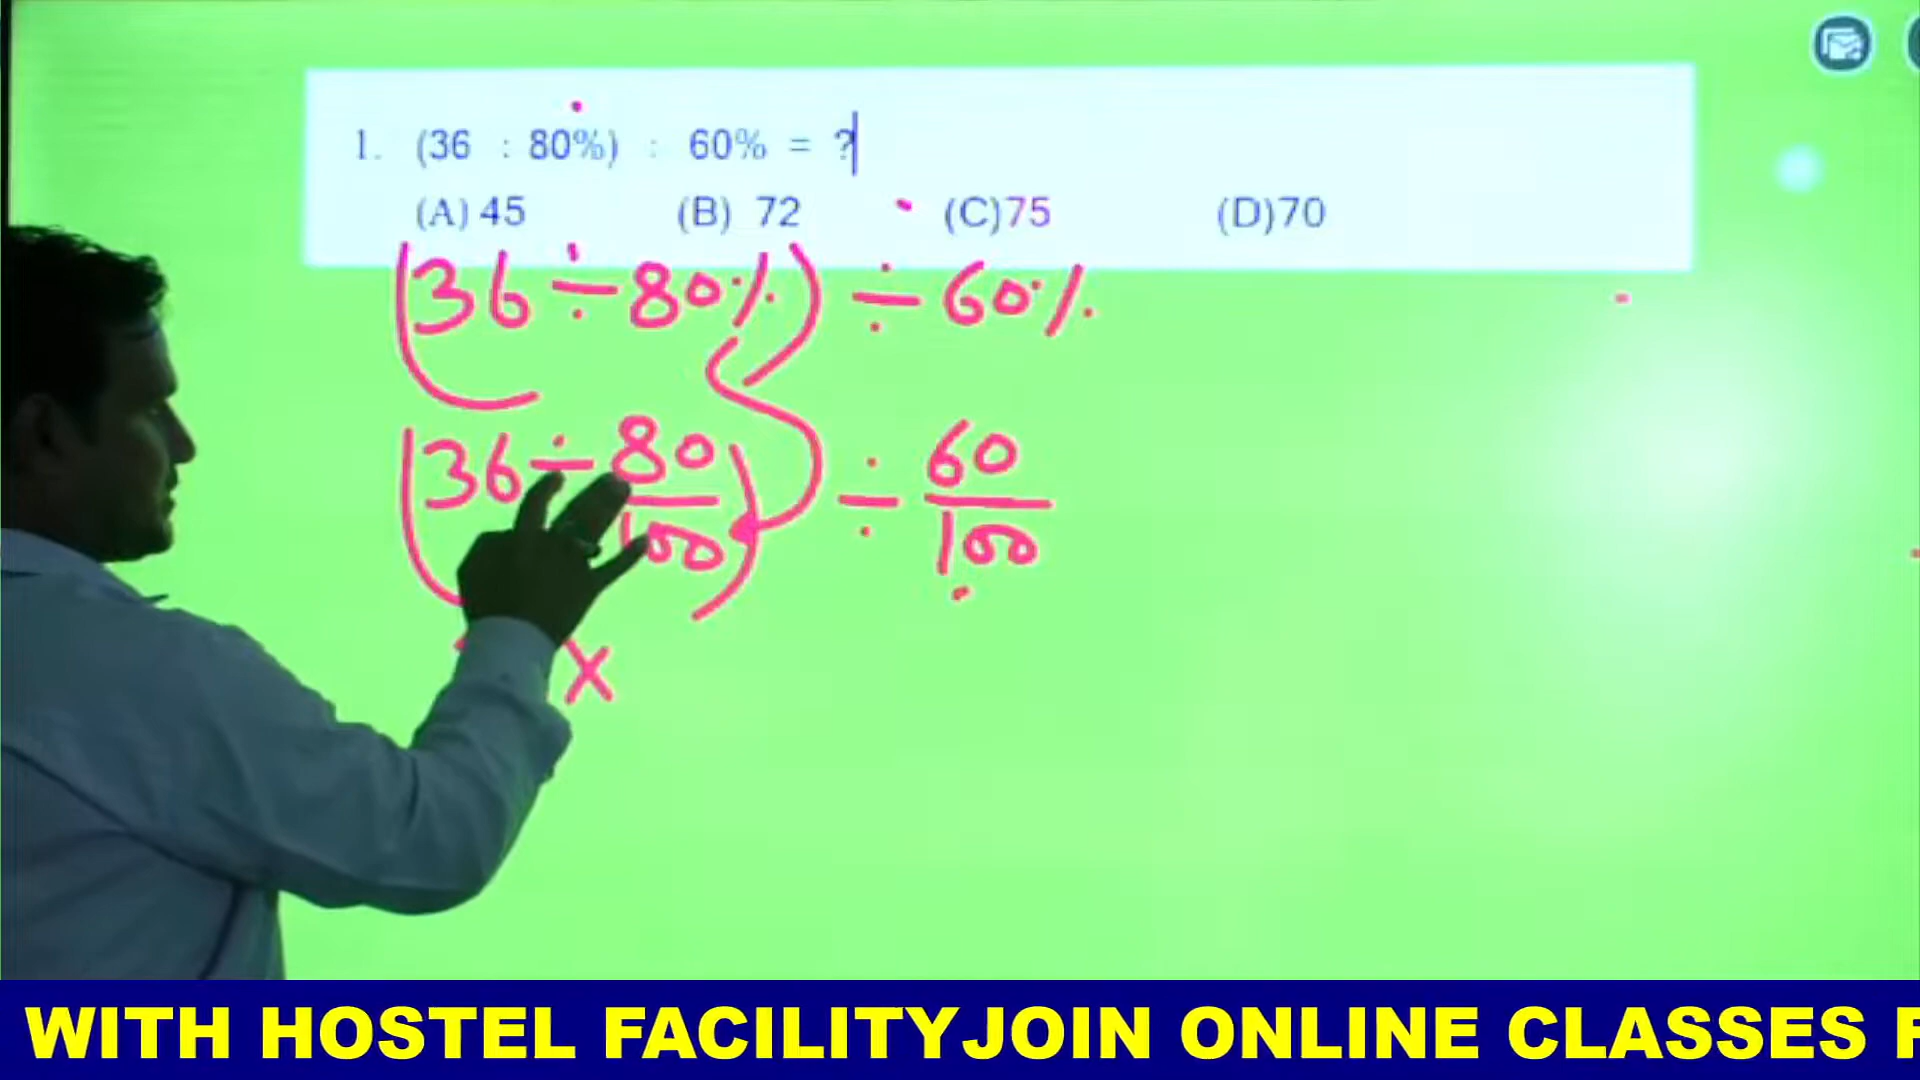 1. (36 : 80%) : 60% = ?
(A) 45 (B) 72 (C)75 (D)70
(36 ÷ 80%) ÷ 60%
(36 ÷ 80/100) ÷ 60/100
×
WITH HOSTEL FACILITYJOIN ONLINE CLASSES F